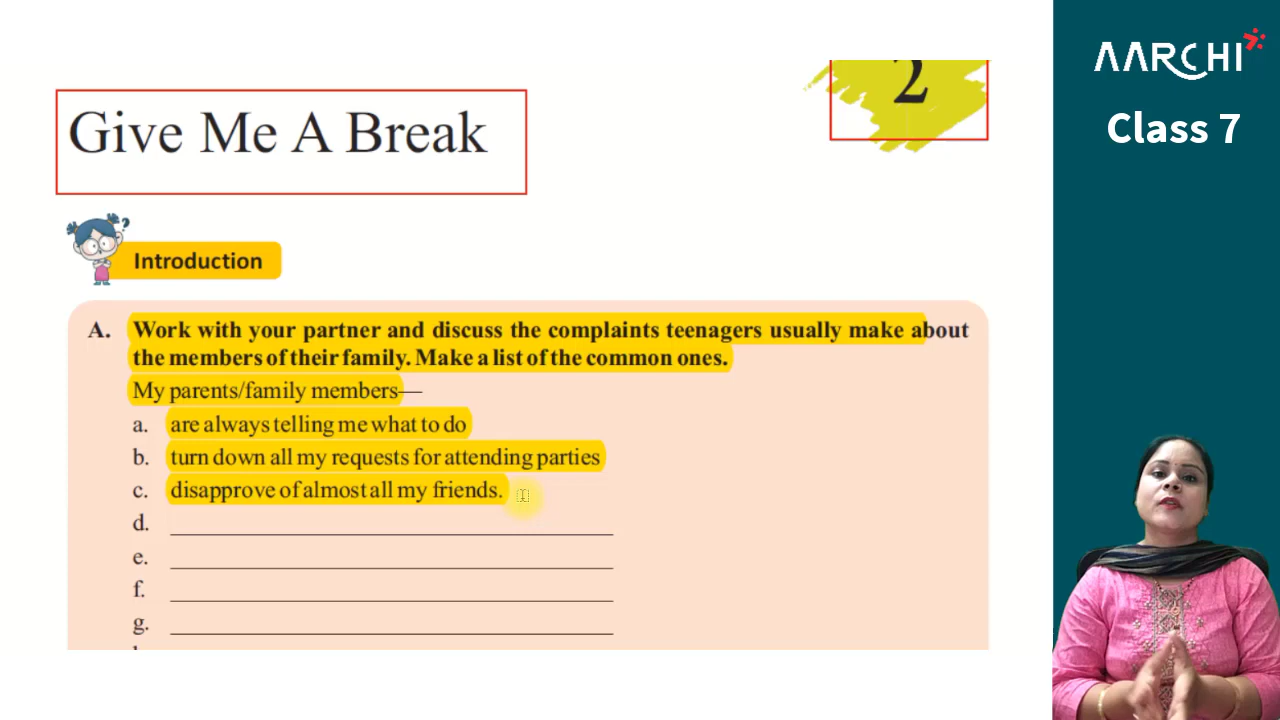 2
Give Me A Break
Introduction
A. Work with your partner and discuss the complaints teenagers usually make about
the members of their family. Make a list of the common ones.
My parents/family members—
a. are always telling me what to do
b. turn down all my requests for attending parties
c. disapprove of almost all my friends.
d.
e.
f.
g.
AARCHI
Class 7